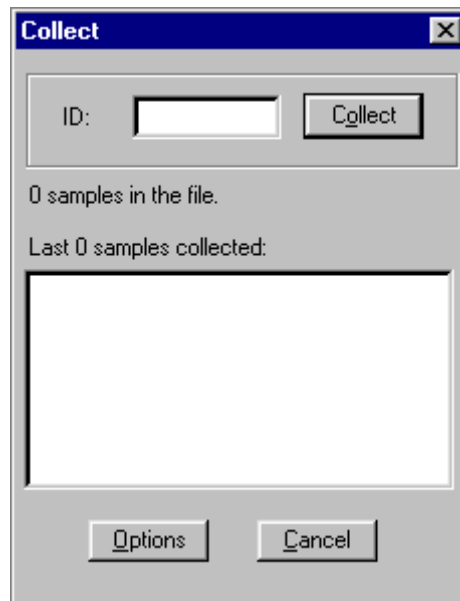 Collect
ID:
Collect
0 samples in the file.
Last 0 samples collected:
Options
Cancel